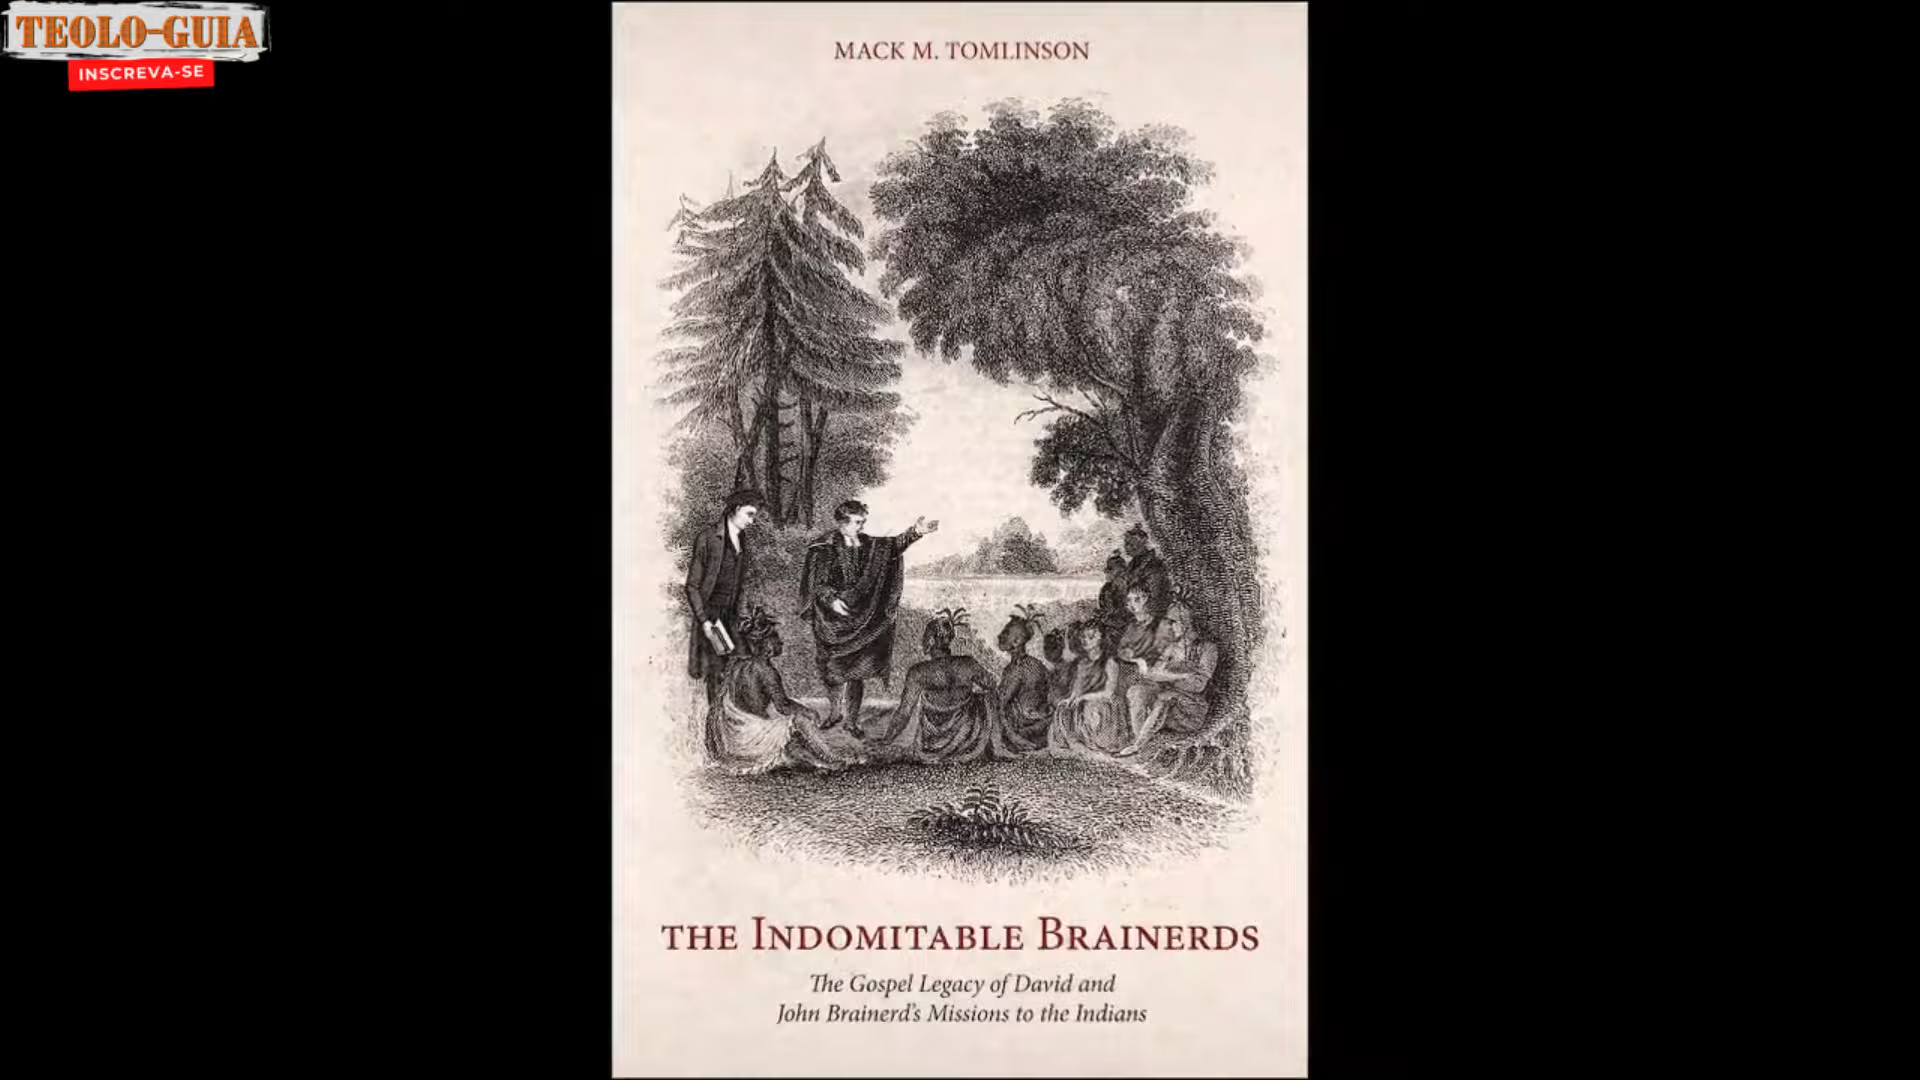 TEOLO-GUIA
INSCREVA-SE
MACK M. TOMLINSON
THE INDOMITABLE BRAINERDS
The Gospel Legacy of David and
John Brainerd's Missions to the Indians